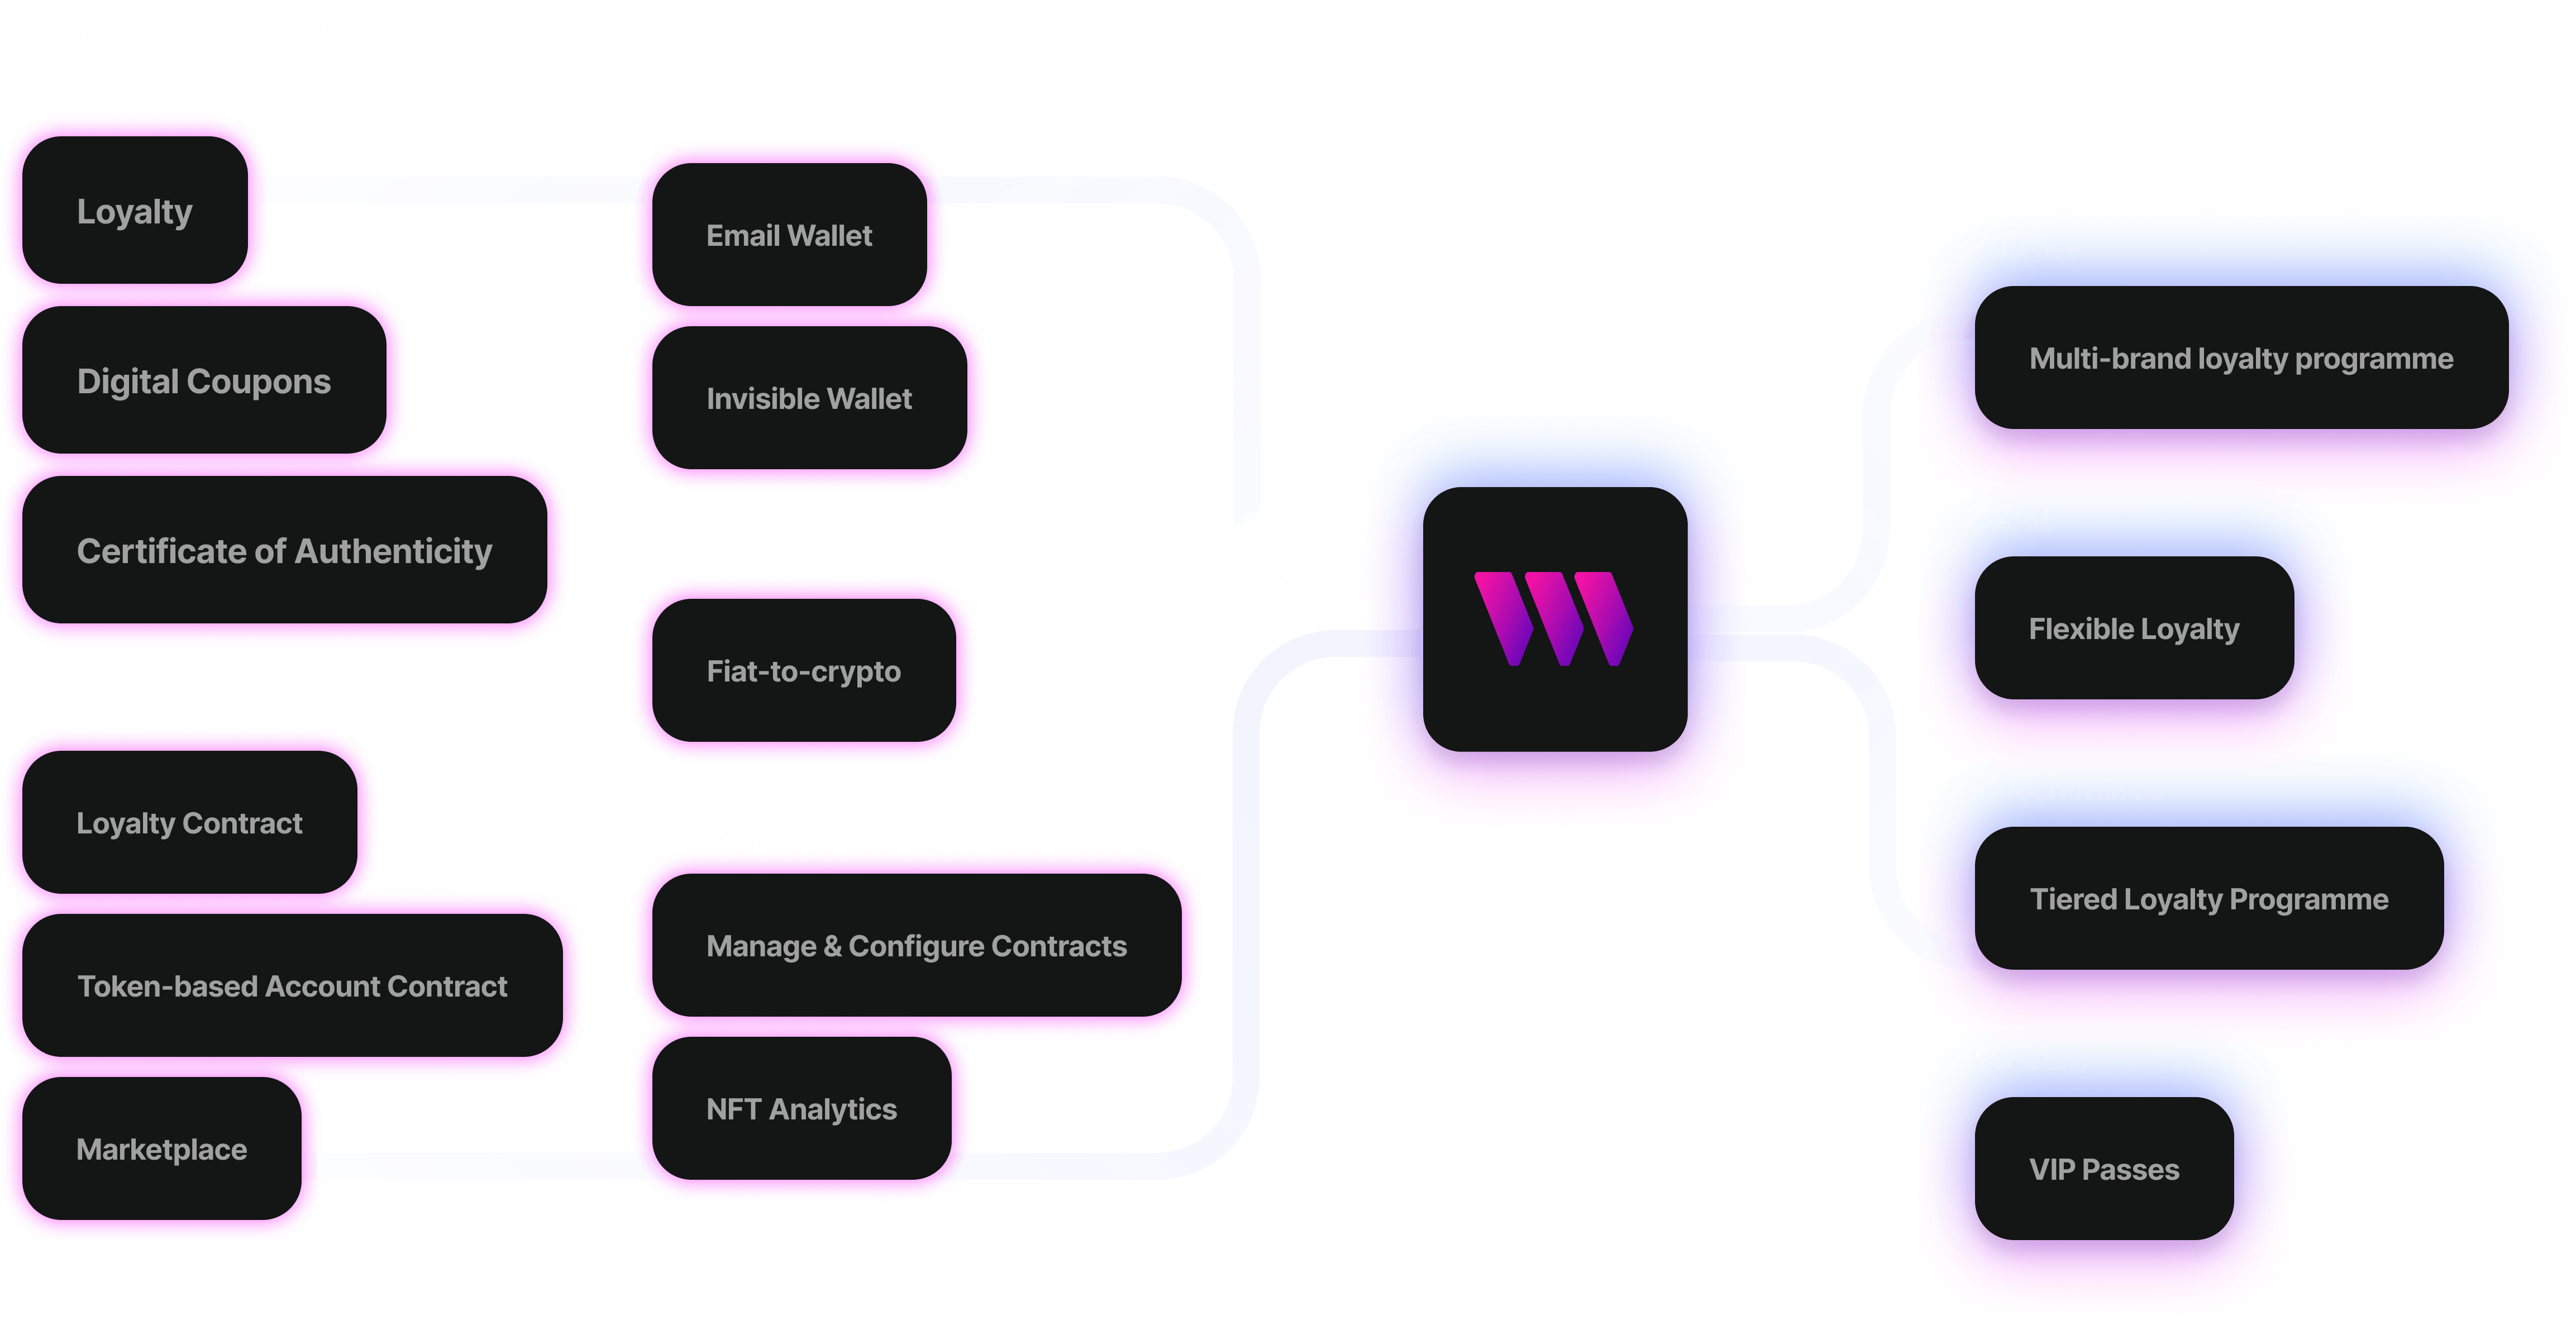 Loyalty
Digital Coupons
Certificate of Authenticity
Loyalty Contract
Token-based Account Contract
Marketplace
Email Wallet
Invisible Wallet
Fiat-to-crypto
Manage & Configure Contracts
NFT Analytics
Multi-brand loyalty programme
Flexible Loyalty
Tiered Loyalty Programme
VIP Passes